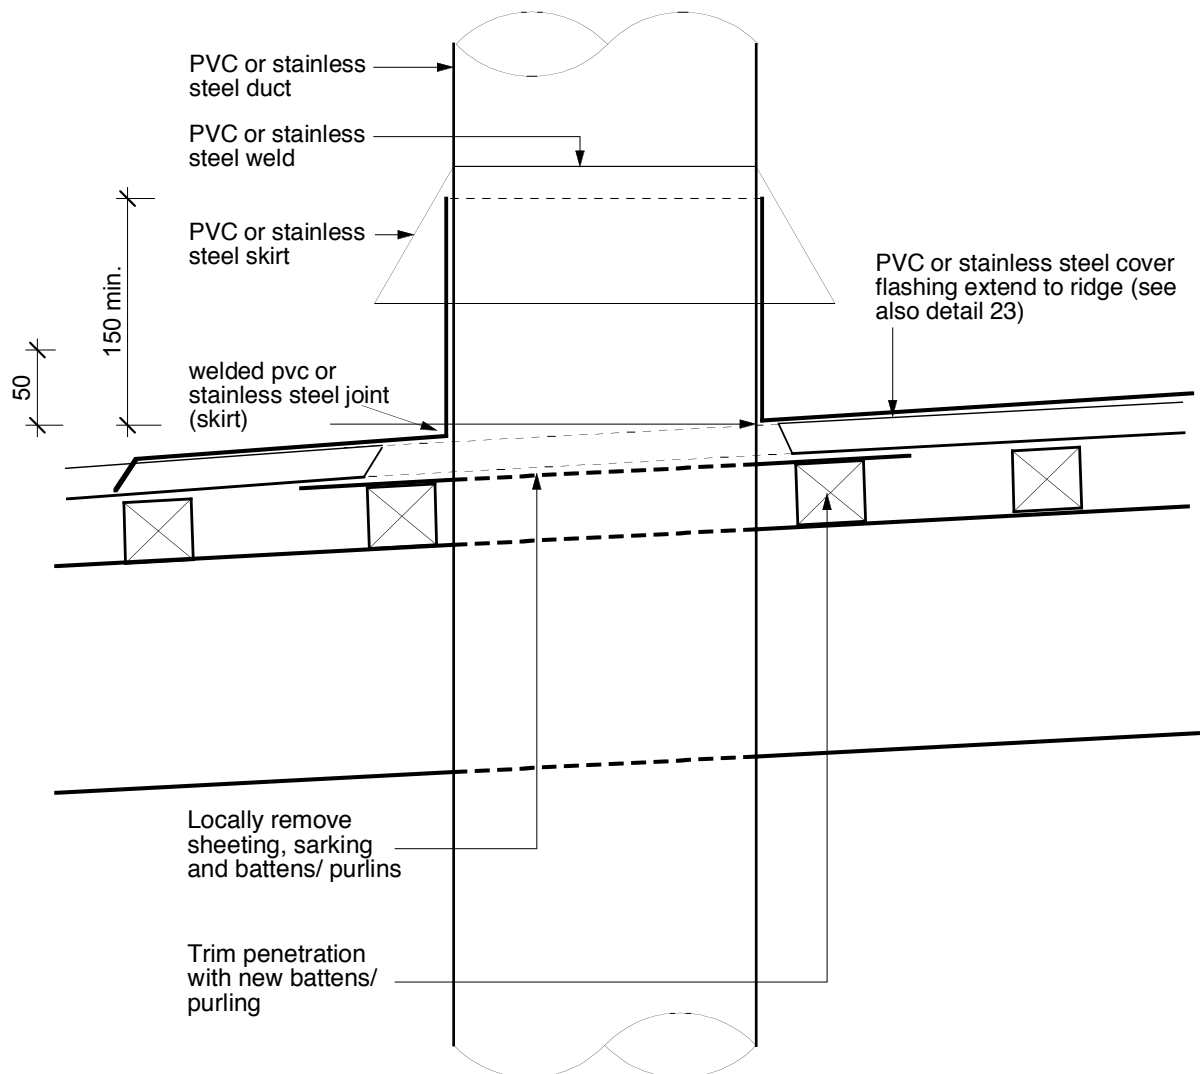 PVC or stainless
steel duct
PVC or stainless
steel weld
PVC or stainless
steel skirt
PVC or stainless steel cover
flashing extend to ridge (see
also detail 23)
150 min.
50
welded pvc or
stainless steel joint
(skirt)
Locally remove
sheeting, sarking
and battens/ purlins
Trim penetration
with new battens/
purling